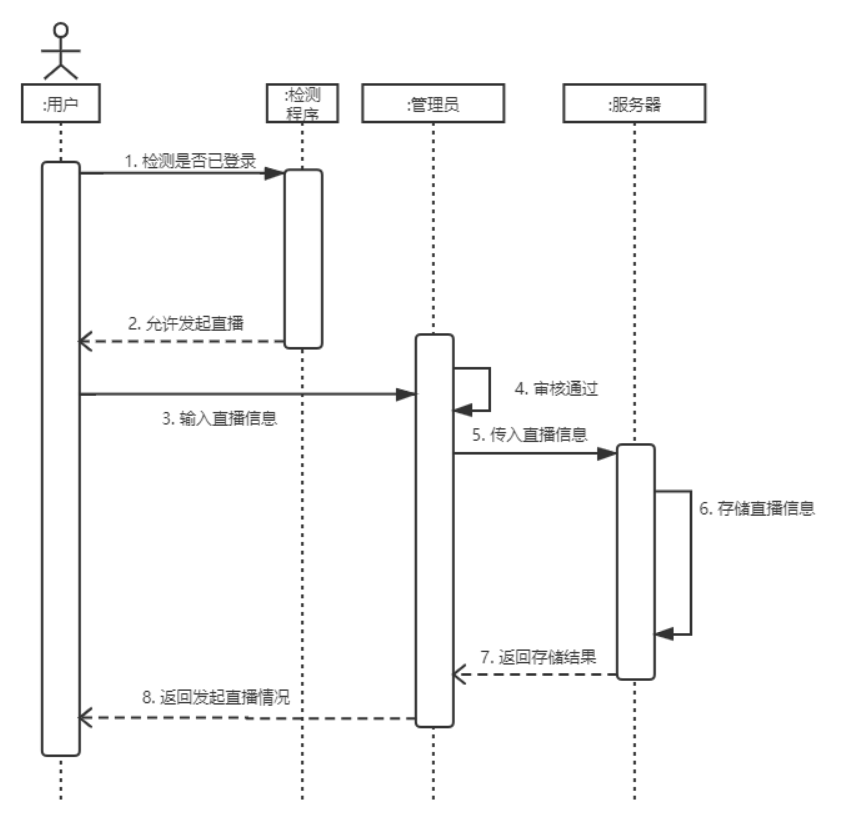 :用户
:检测
程序
:管理员
:服务器
1. 检测是否已登录
2. 允许发起直播
3. 输入直播信息
4. 审核通过
5. 传入直播信息
6. 存储直播信息
7. 返回存储结果
8. 返回发起直播情况